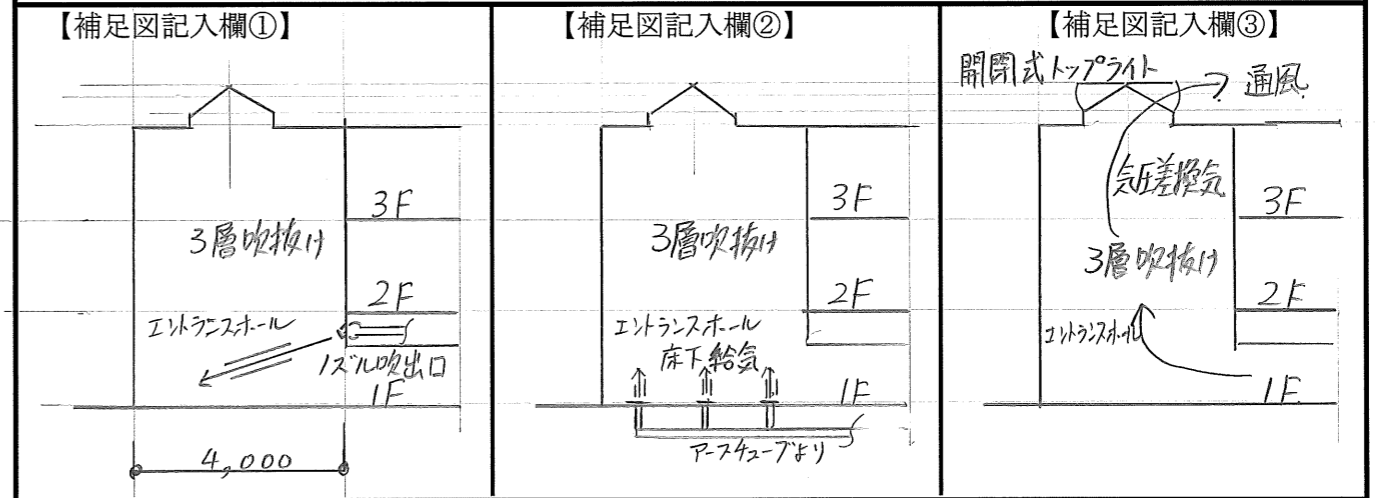 【補足図記入欄①】
3F
3層吹抜け
2F
エントランスホール
ノズル吹出口
1F
4,000
【補足図記入欄②】
3F
3層吹抜け
2F
エントランスホール
床下給気
1F
アースチューブより
【補足図記入欄③】
開閉式トップライト
通風
気圧差換気
3F
3層吹抜け
2F
エントランスホール
1F